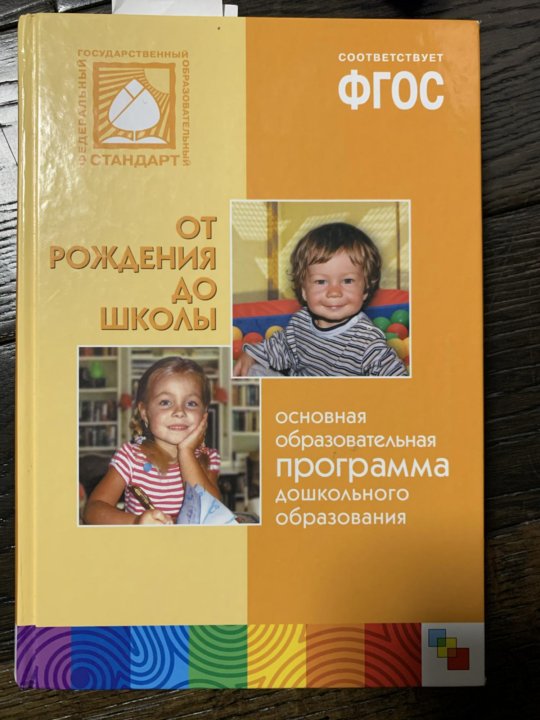 ГОСУДАРСТВЕННЫЙ
ФЕДЕРАЛЬНЫЙ
ОБРАЗОВАТЕЛЬНЫЙ
СТАНДАРТ
СООТВЕТСТВУЕТ
ФГОС
ОТ
РОЖДЕНИЯ
ДО
ШКОЛЫ
основная
образовательная
программа
дошкольного
образования